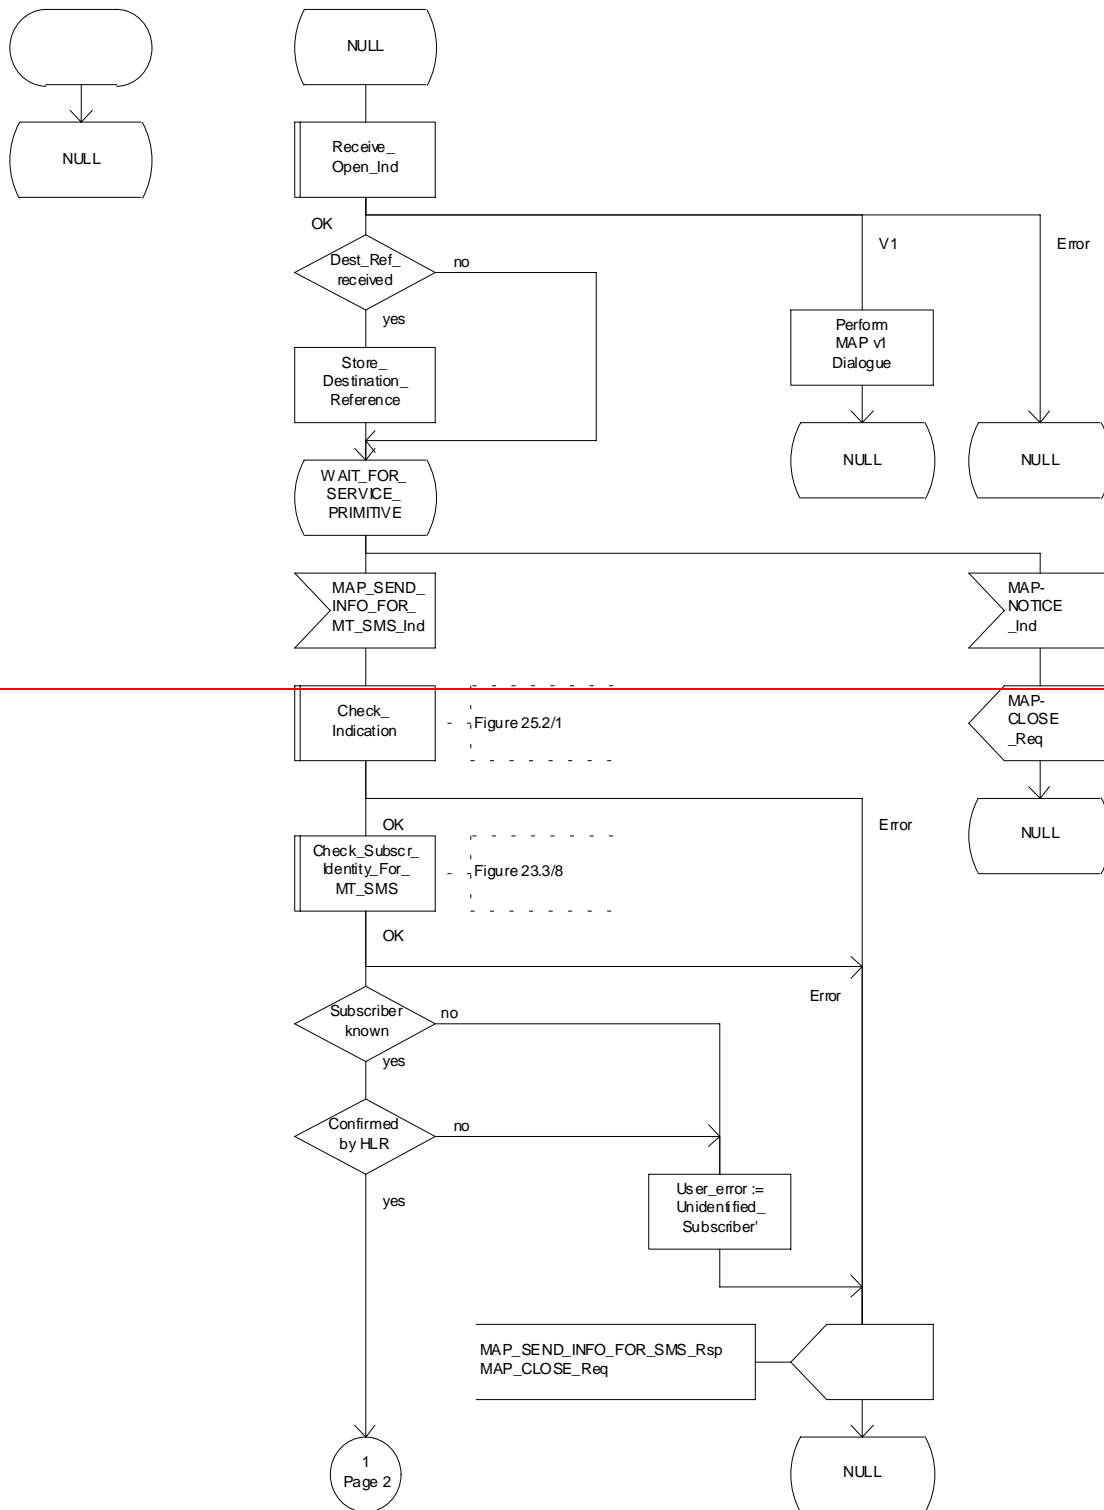 NULL
NULL
Receive_
Open_Ind
OK
V1
Error
Dest_Ref_
received
no
yes
Perform
MAP v1
Dialogue
Store_
Destination_
Reference
NULL
NULL
WAIT_FOR_
SERVICE_
PRIMITIVE
MAP_SEND_
INFO_FOR_
MT_SMS_Ind
MAP-
NOTICE
_Ind
Check_
Indication
Figure 25.2/1
MAP-
CLOSE
_Req
OK
Error
NULL
Check_Subscr_
Identity_For_
MT_SMS
Figure 23.3/8
OK
Error
Subscriber
known
no
yes
Confirmed
by HLR
no
yes
User_error :=
Unidentified_
Subscriber'
MAP_SEND_INFO_FOR_SMS_Rsp
MAP_CLOSE_Req
1
Page 2
NULL